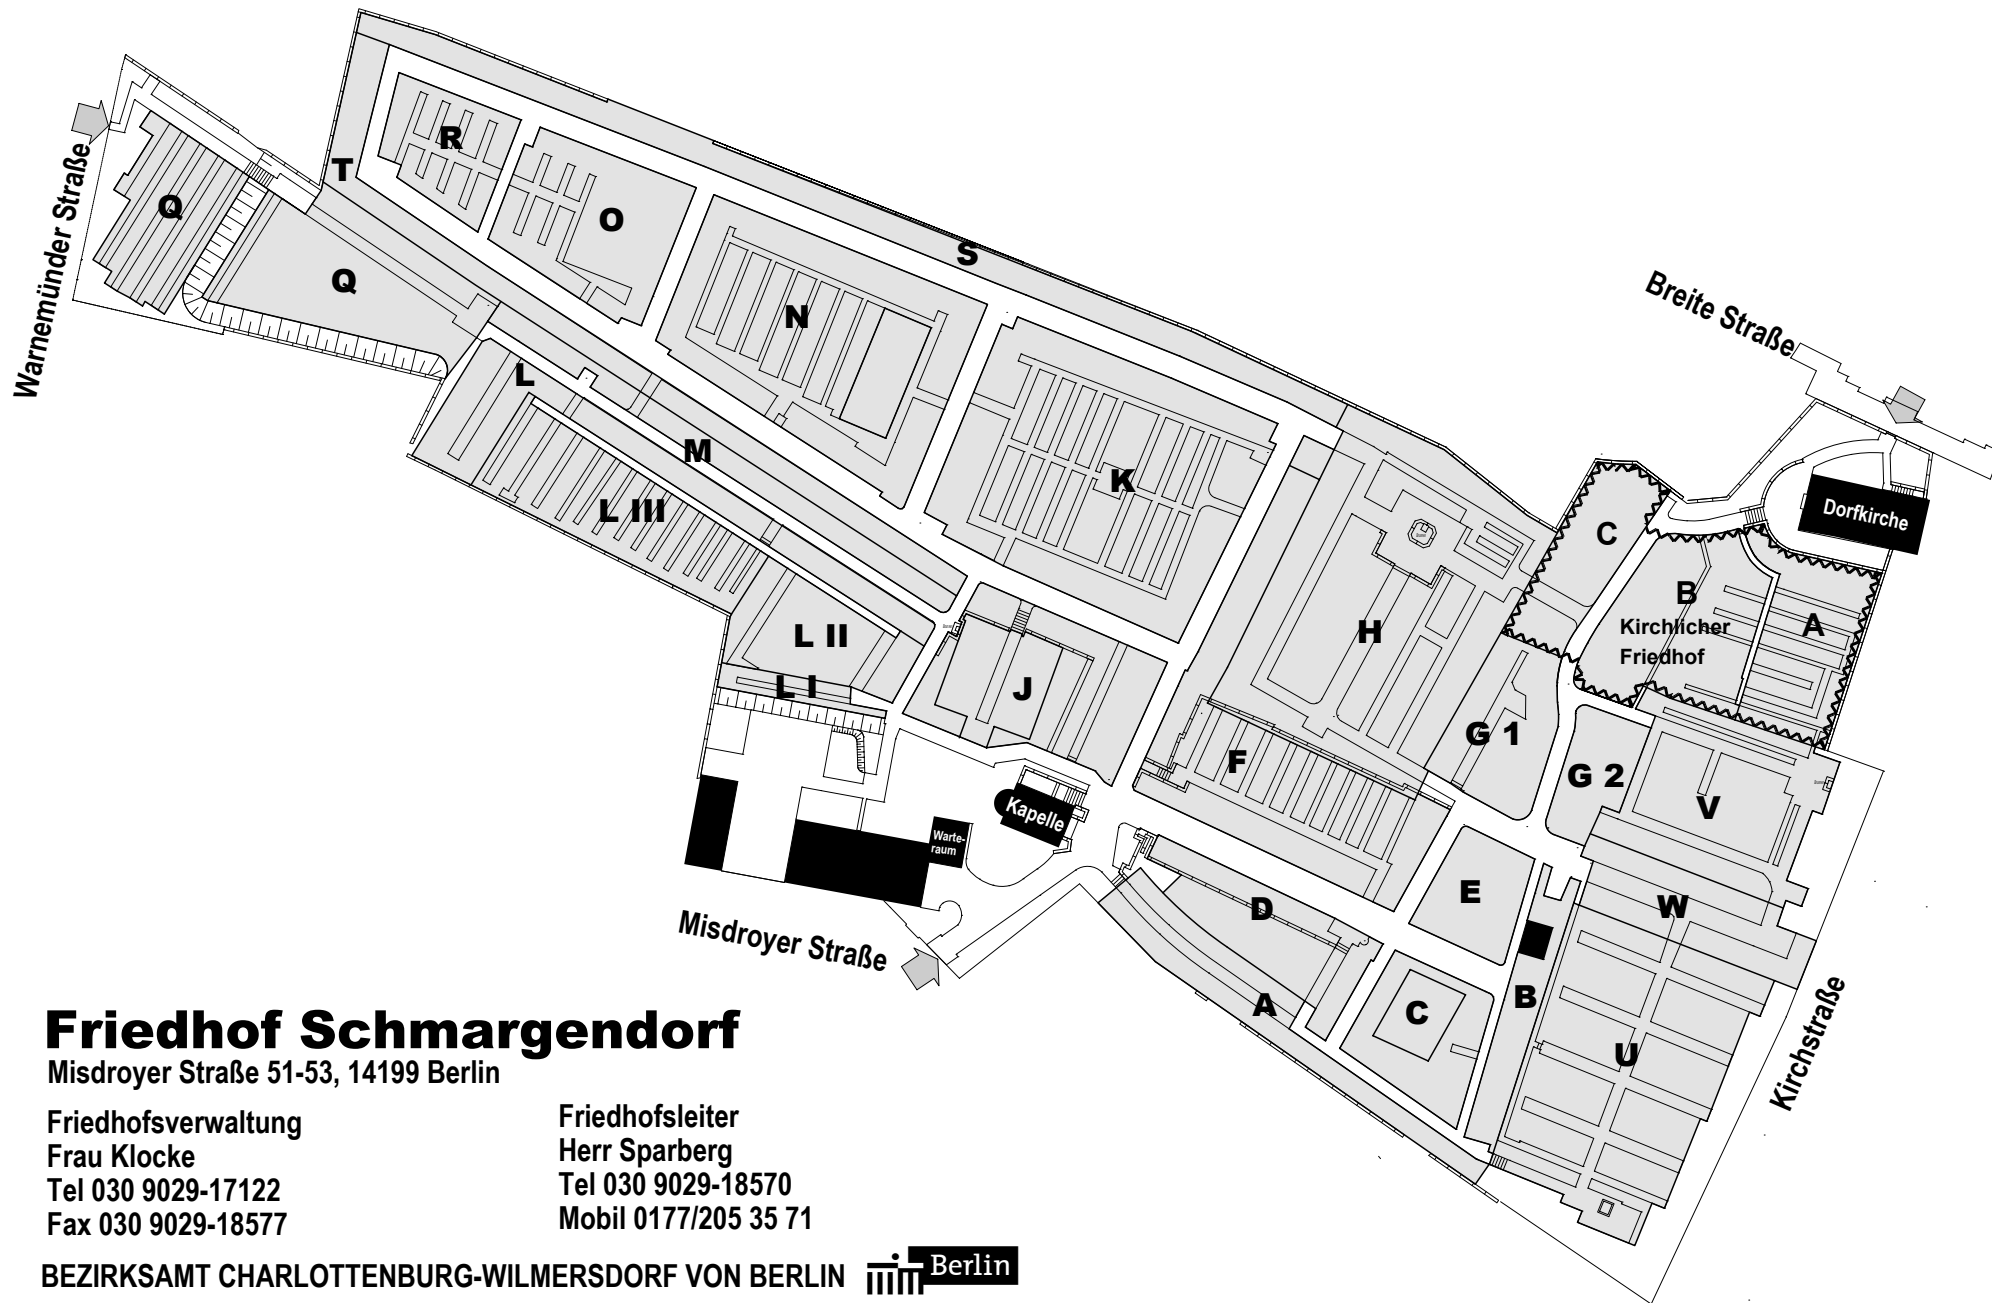 R
T
O
Q
S
Q
Warnemünder Straße
N
Breite Straße
L
M
K
L III
Dorfkirche
C
B
Kirchlicher
Friedhof
A
H
L II
L I
J
G 1
F
G 2
V
Kapelle
Warte-
raum
E
D
W
Misdroyer Straße
A
C
B
U
Kirchstraße
Friedhof Schmargendorf
Misdroyer Straße 51-53, 14199 Berlin
Friedhofsverwaltung
Frau Klocke
Tel 030 9029-17122
Fax 030 9029-18577
Friedhofsleiter
Herr Sparberg
Tel 030 9029-18570
Mobil 0177/205 35 71
BEZIRKSAMT CHARLOTTENBURG-WILMERSDORF VON BERLIN
Berlin